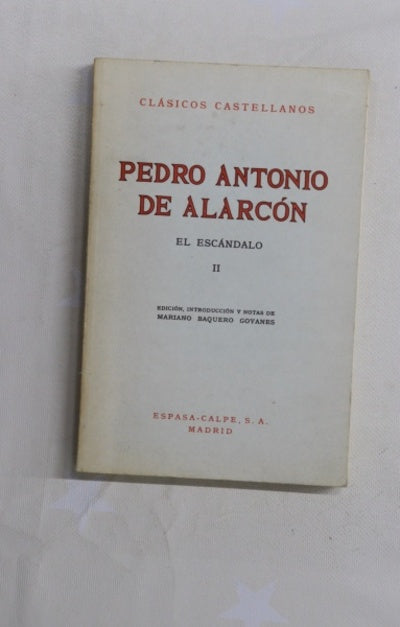 CLÁSICOS CASTELLANOS
PEDRO ANTONIO
DE ALARCÓN
EL ESCÁNDALO
II
EDICIÓN, INTRODUCCIÓN Y NOTAS DE
MARIANO BAQUERO GOYANES
ESPASA-CALPE, S. A.
MADRID